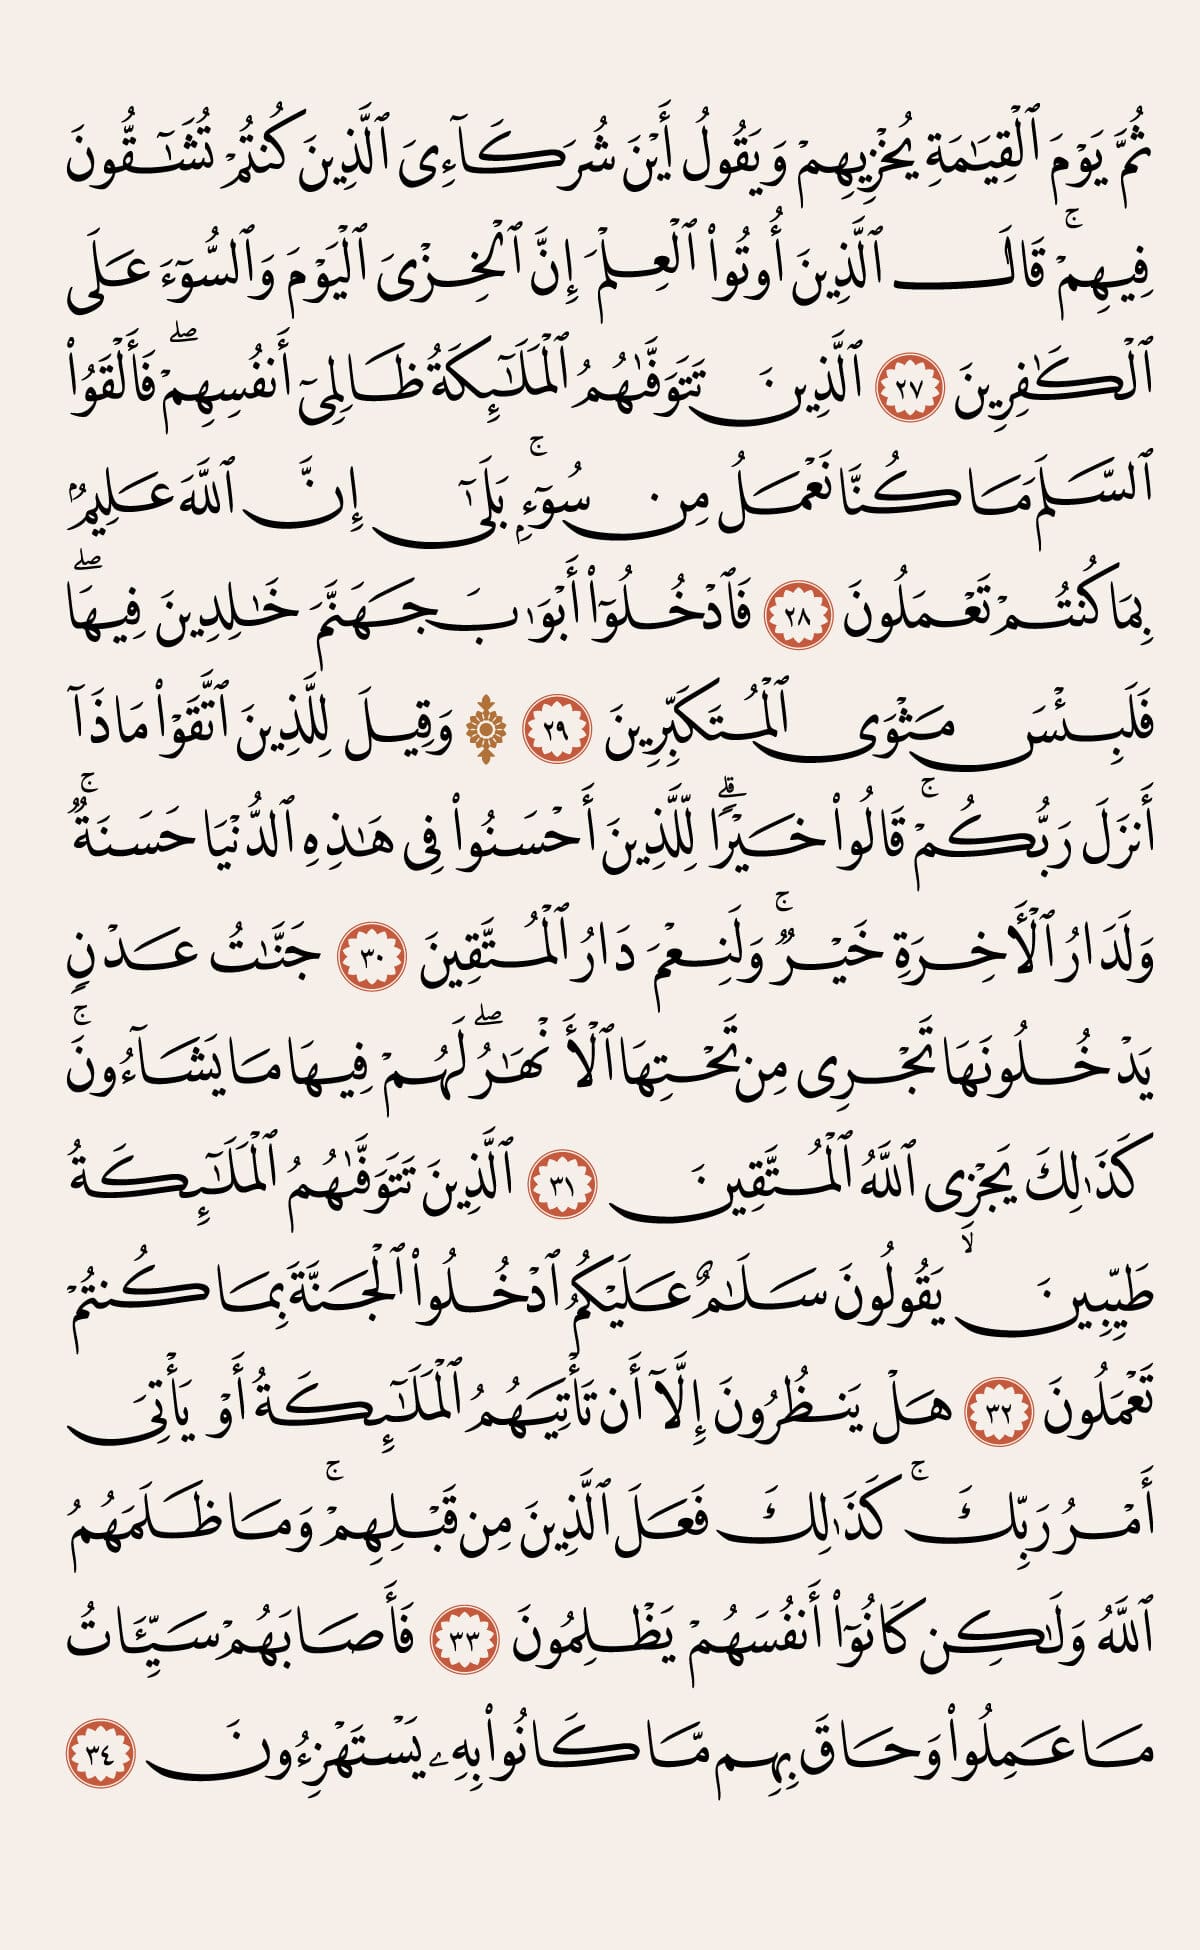 ثُمَّ يَوْمَ ٱلْقِيَـٰمَةِ يُخْزِيهِمْ وَيَقُولُ أَيْنَ شُرَكَآءِىَ ٱلَّذِينَ كُنتُمْ تُشَـٰٓقُّونَ
فِيهِمْ ۚ قَالَ ٱلَّذِينَ أُوتُوا۟ ٱلْعِلْمَ إِنَّ ٱلْخِزْىَ ٱلْيَوْمَ وَٱلسُّوٓءَ عَلَى
ٱلْكَـٰفِرِينَ ٢٧ ٱلَّذِينَ تَتَوَفَّىٰهُمُ ٱلْمَلَـٰٓئِكَةُ ظَالِمِىٓ أَنفُسِهِمْ ۖ فَأَلْقَوُا۟
ٱلسَّلَمَ مَا كُنَّا نَعْمَلُ مِن سُوٓءٍۭ ۚ بَلَىٰٓ إِنَّ ٱللَّهَ عَلِيمٌۢ
بِمَا كُنتُمْ تَعْمَلُونَ ٢٨ فَٱدْخُلُوٓا۟ أَبْوَٰبَ جَهَنَّمَ خَـٰلِدِينَ فِيهَا ۖ
فَلَبِئْسَ مَثْوَى ٱلْمُتَكَبِّرِينَ ٢٩ ۞ وَقِيلَ لِلَّذِينَ ٱتَّقَوْا۟ مَاذَآ
أَنزَلَ رَبُّكُمْ ۚ قَالُوا۟ خَيْرًا ۗ لِّلَّذِينَ أَحْسَنُوا۟ فِى هَـٰذِهِ ٱلدُّنْيَا حَسَنَةٌ ۚ
وَلَدَارُ ٱلْـَٔاخِرَةِ خَيْرٌ ۚ وَلَنِعْمَ دَارُ ٱلْمُتَّقِينَ ٣٠ جَنَّـٰتُ عَدْنٍ
يَدْخُلُونَهَا تَجْرِى مِن تَحْتِهَا ٱلْأَنْهَـٰرُ ۖ لَهُمْ فِيهَا مَا يَشَآءُونَ ۚ
كَذَٰلِكَ يَجْزِى ٱللَّهُ ٱلْمُتَّقِينَ ٣١ ٱلَّذِينَ تَتَوَفَّىٰهُمُ ٱلْمَلَـٰٓئِكَةُ
طَيِّبِينَ ۙ يَقُولُونَ سَلَـٰمٌ عَلَيْكُمُ ٱدْخُلُوا۟ ٱلْجَنَّةَ بِمَا كُنتُمْ
تَعْمَلُونَ ٣٢ هَلْ يَنظُرُونَ إِلَّآ أَن تَأْتِيَهُمُ ٱلْمَلَـٰٓئِكَةُ أَوْ يَأْتِىَ
أَمْرُ رَبِّكَ ۚ كَذَٰلِكَ فَعَلَ ٱلَّذِينَ مِن قَبْلِهِمْ ۚ وَمَا ظَلَمَهُمُ
ٱللَّهُ وَلَـٰكِن كَانُوٓا۟ أَنفُسَهُمْ يَظْلِمُونَ ٣٣ فَأَصَابَهُمْ سَيِّـَٔاتُ
مَا عَمِلُوا۟ وَحَاقَ بِهِم مَّا كَانُوا۟ بِهِۦ يَسْتَهْزِءُونَ ٣٤